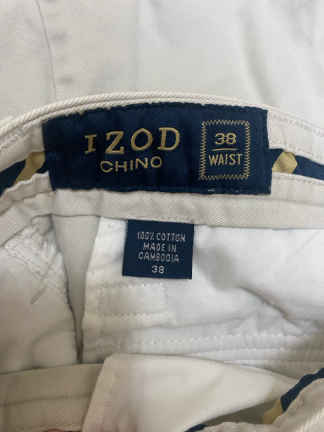 IZOD
CHINO
38
WAIST
100% COTTON
MADE IN
CAMBODIA
38